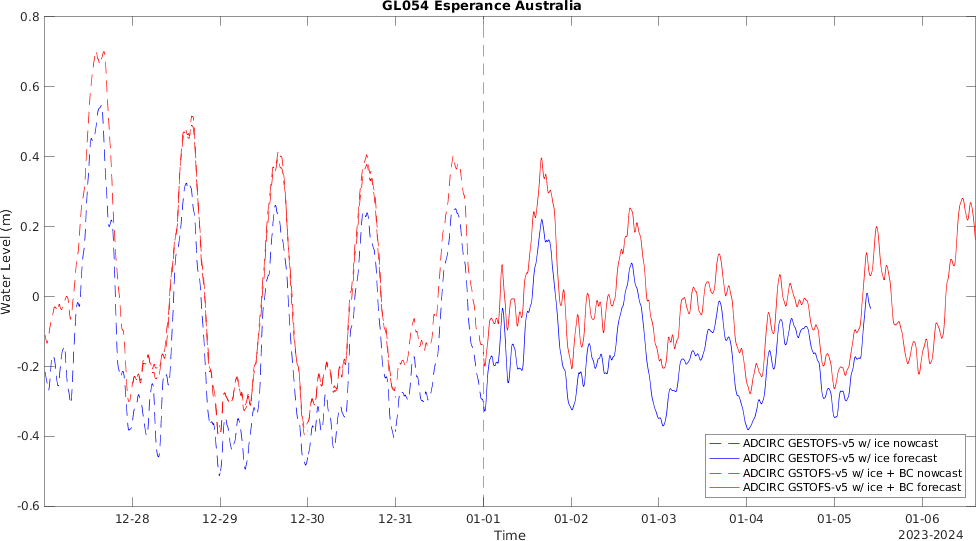 GL054 Esperance Australia
Water Level (m)
0.8
0.6
0.4
0.2
0
-0.2
-0.4
-0.6
ADCIRC GESTOFS-v5 w/ ice nowcast
ADCIRC GESTOFS-v5 w/ ice forecast
ADCIRC GSTOFS-v5 w/ ice + BC nowcast
ADCIRC GSTOFS-v5 w/ ice + BC forecast
12-28 12-29 12-30 12-31 01-01 01-02 01-03 01-04 01-05 01-06
Time
2023-2024